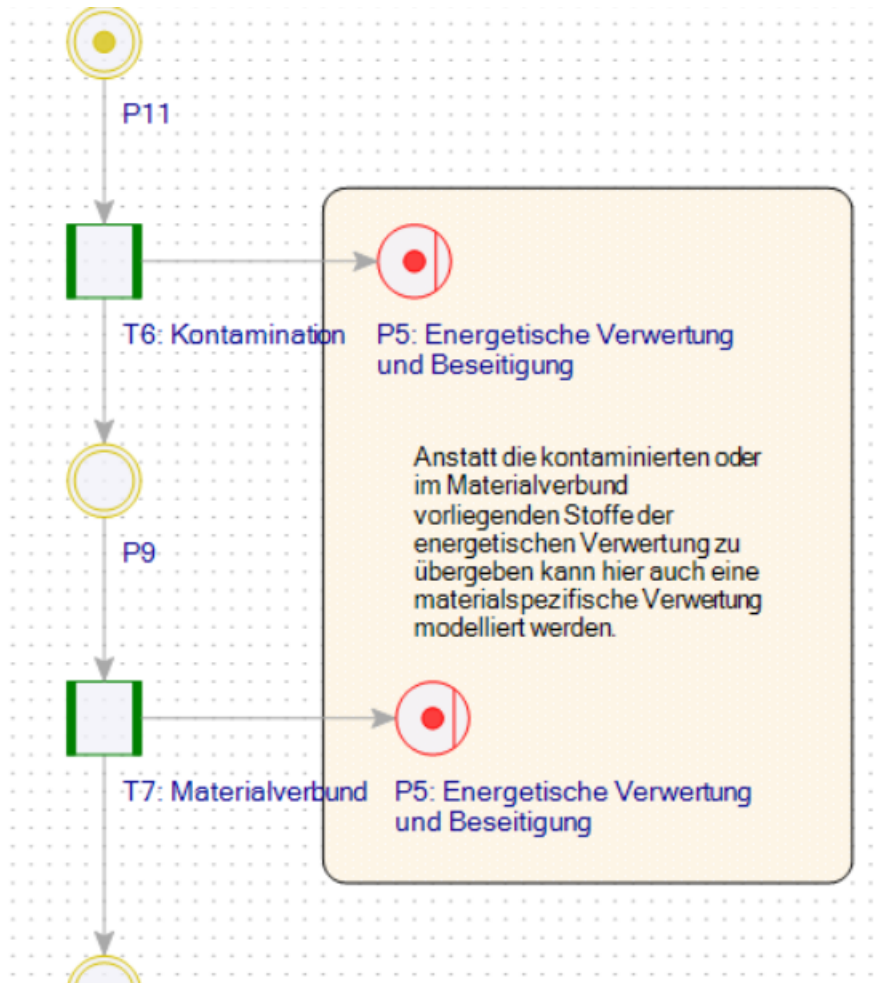 P11
T6: Kontamination
P5: Energetische Verwertung
und Beseitigung
Anstatt die kontaminierten oder
im Materialverbund
vorliegenden Stoffe der
energetischen Verwertung zu
übergeben kann hier auch eine
materialspezifische Verwertung
modelliert werden.
P9
T7: Materialverbund
P5: Energetische Verwertung
und Beseitigung